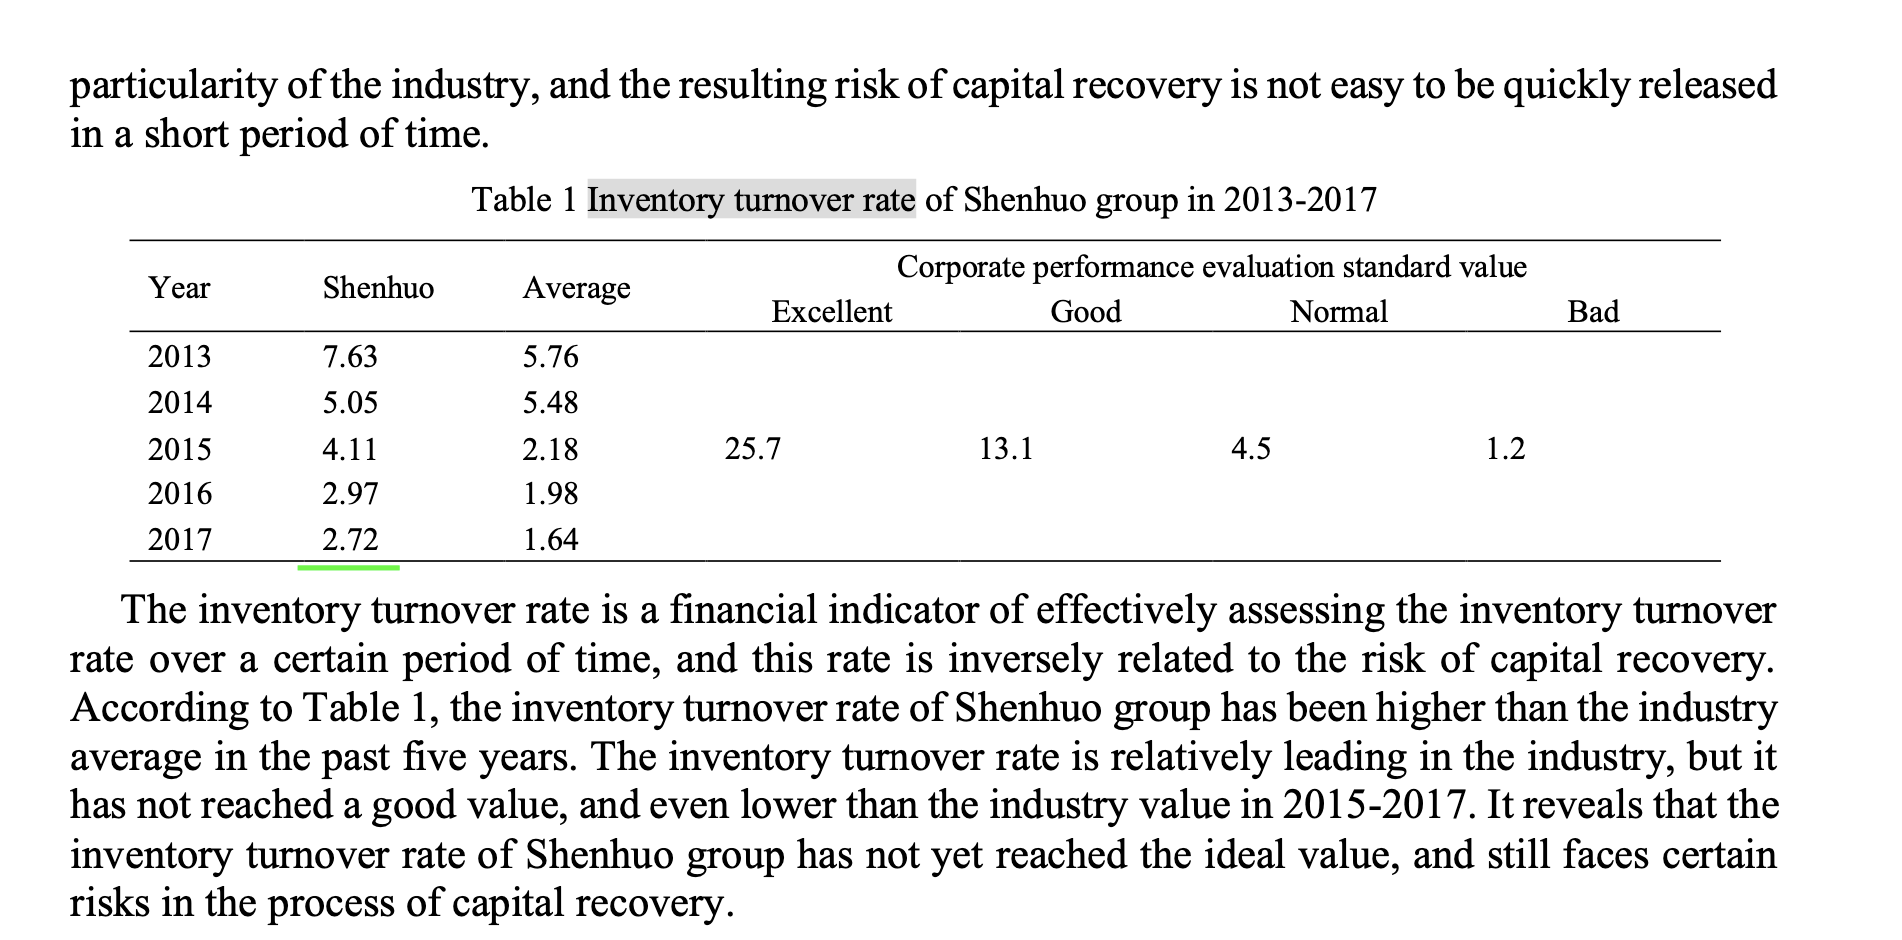 particularity of the industry, and the resulting risk of capital recovery is not easy to be quickly released
in a short period of time.
Table 1 Inventory turnover rate of Shenhuo group in 2013-2017
Year Shenhuo Average Corporate performance evaluation standard value
Excellent Good Normal Bad
2013 7.63 5.76
2014 5.05 5.48
2015 4.11 2.18 25.7 13.1 4.5 1.2
2016 2.97 1.98
2017 2.72 1.64
The inventory turnover rate is a financial indicator of effectively assessing the inventory turnover
rate over a certain period of time, and this rate is inversely related to the risk of capital recovery.
According to Table 1, the inventory turnover rate of Shenhuo group has been higher than the industry
average in the past five years. The inventory turnover rate is relatively leading in the industry, but it
has not reached a good value, and even lower than the industry value in 2015-2017. It reveals that the
inventory turnover rate of Shenhuo group has not yet reached the ideal value, and still faces certain
risks in the process of capital recovery.